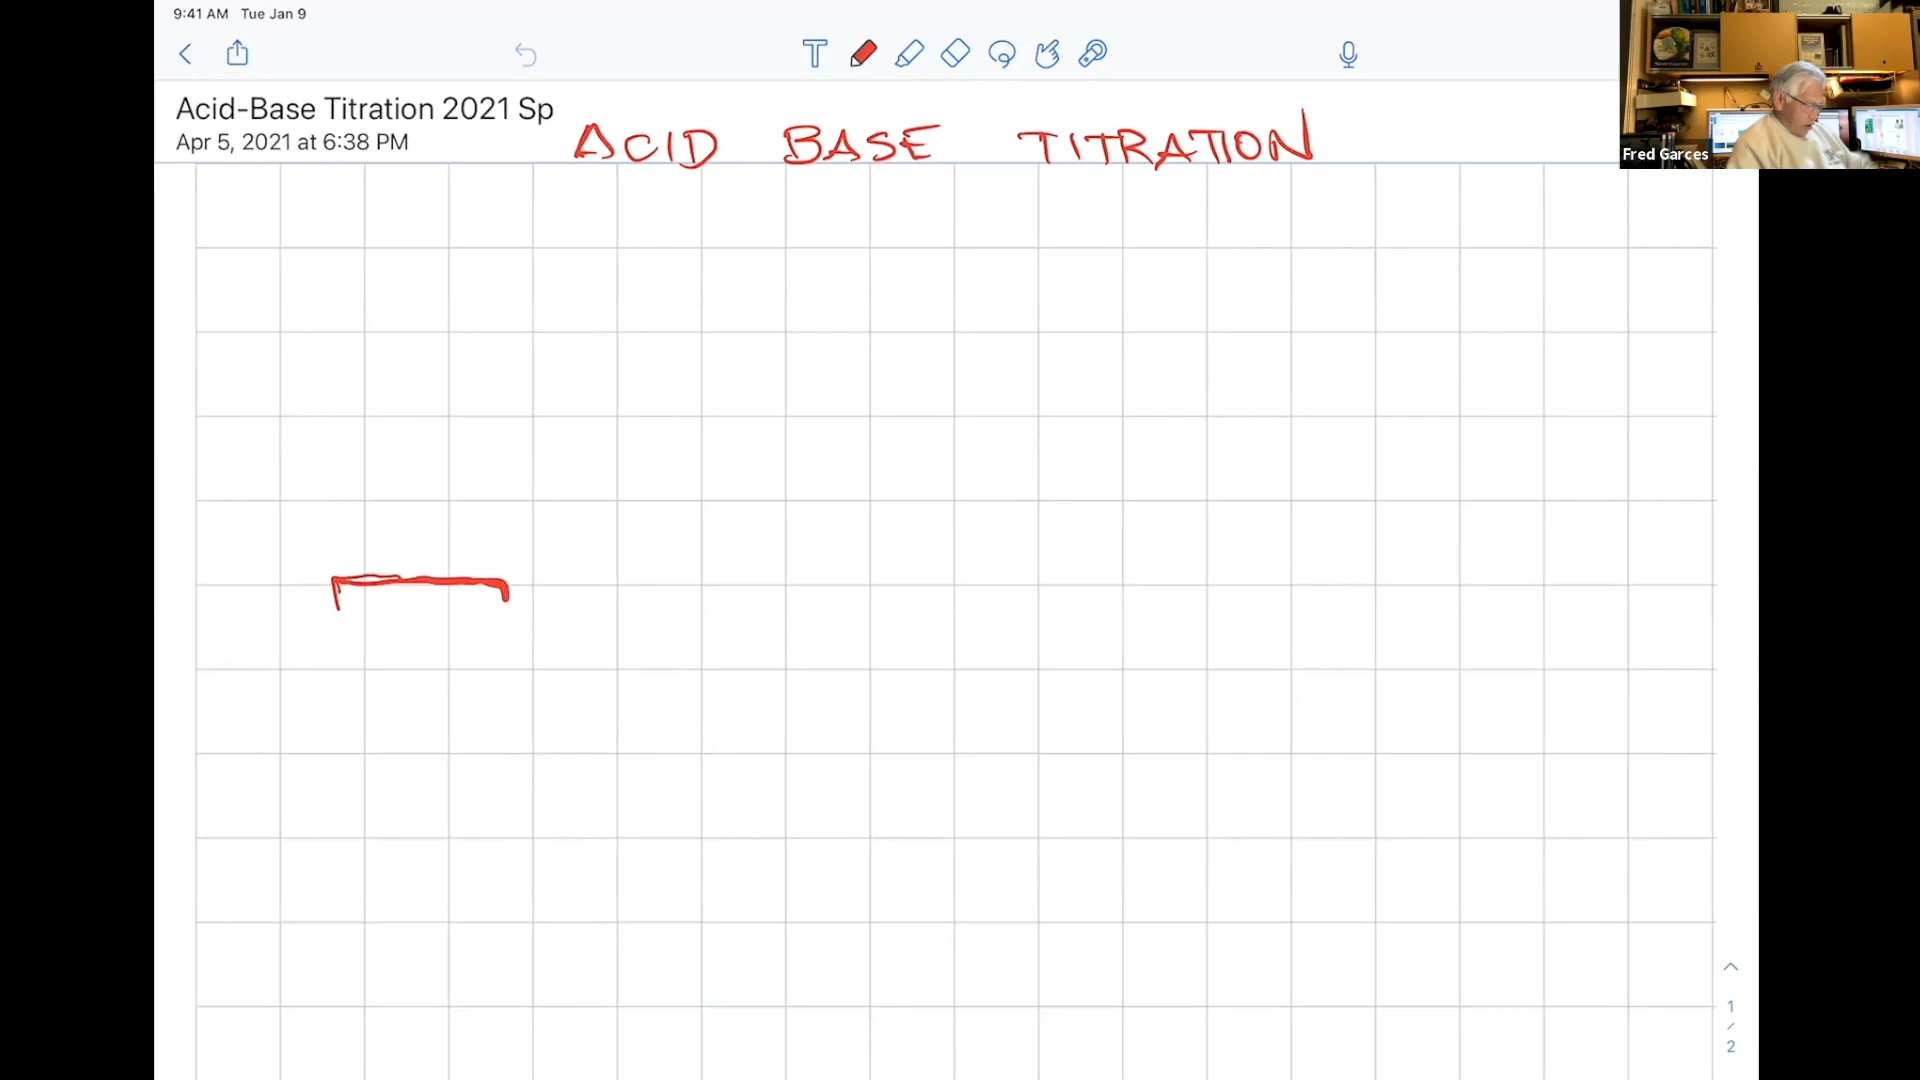 9:41 AM Tue Jan 9
Acid-Base Titration 2021 Sp
Apr 5, 2021 at 6:38 PM
ACID BASE TITRATION
Fred Garces
1
/
2